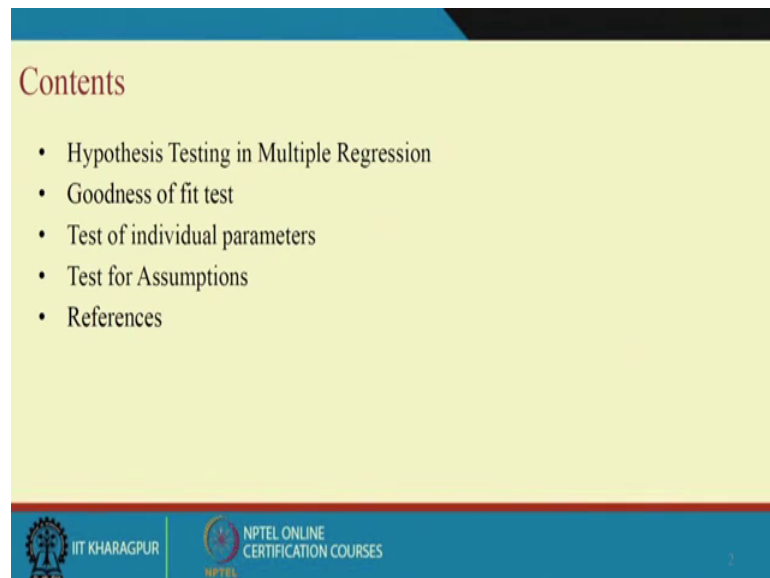 Contents
• Hypothesis Testing in Multiple Regression
• Goodness of fit test
• Test of individual parameters
• Test for Assumptions
• References
IIT KHARAGPUR
NPTEL ONLINE
CERTIFICATION COURSES
NPTEL
2